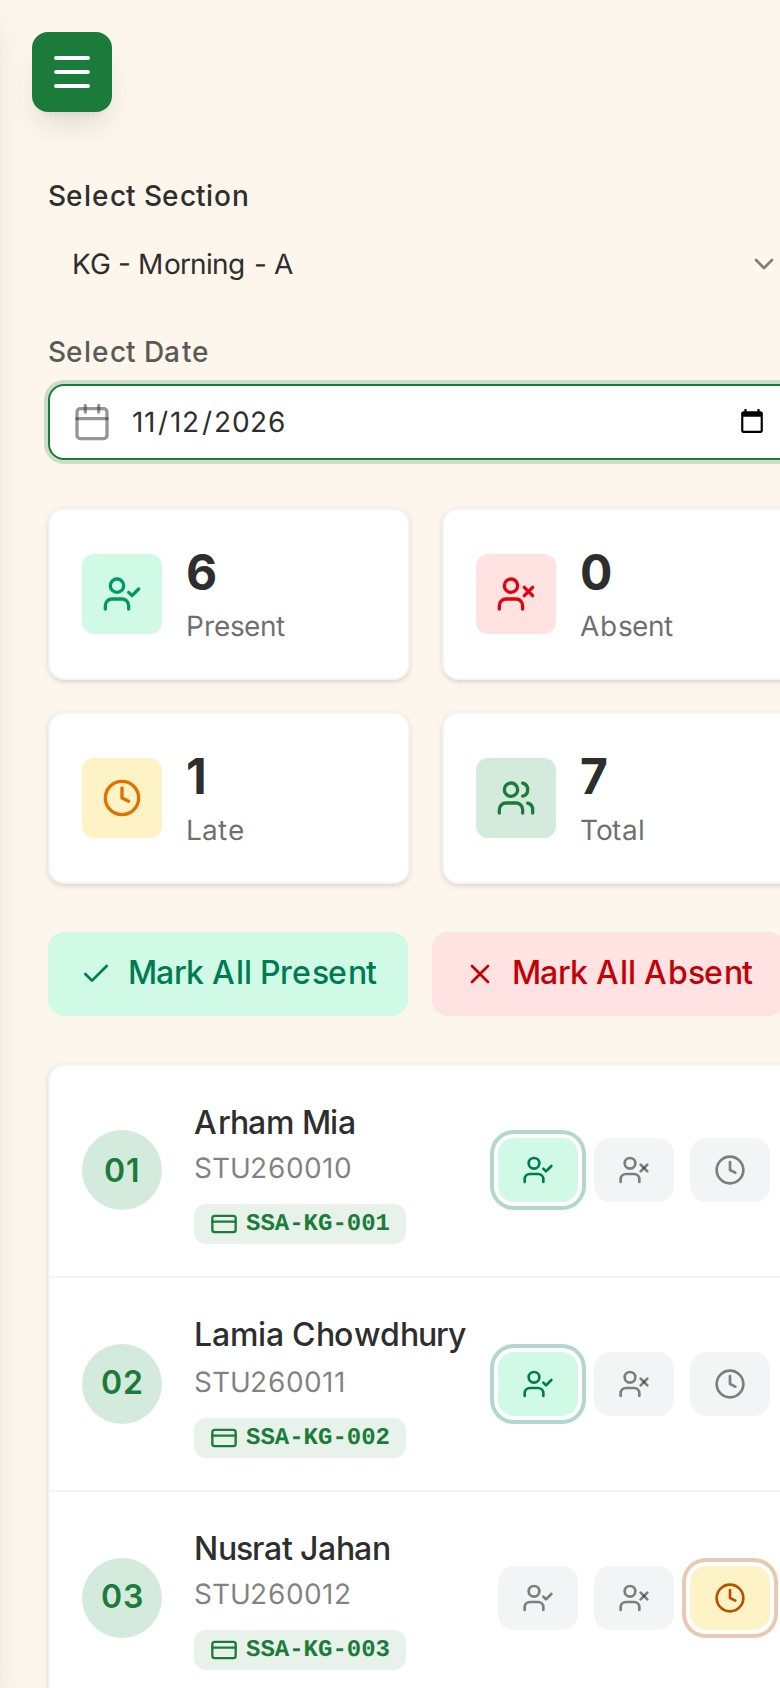 Select Section
KG - Morning - A
Select Date
11/12/2026
6
Present
0
Absent
1
Late
7
Total
Mark All Present
Mark All Absent
01
Arham Mia
STU260010
SSA-KG-001
02
Lamia Chowdhury
STU260011
SSA-KG-002
03
Nusrat Jahan
STU260012
SSA-KG-003